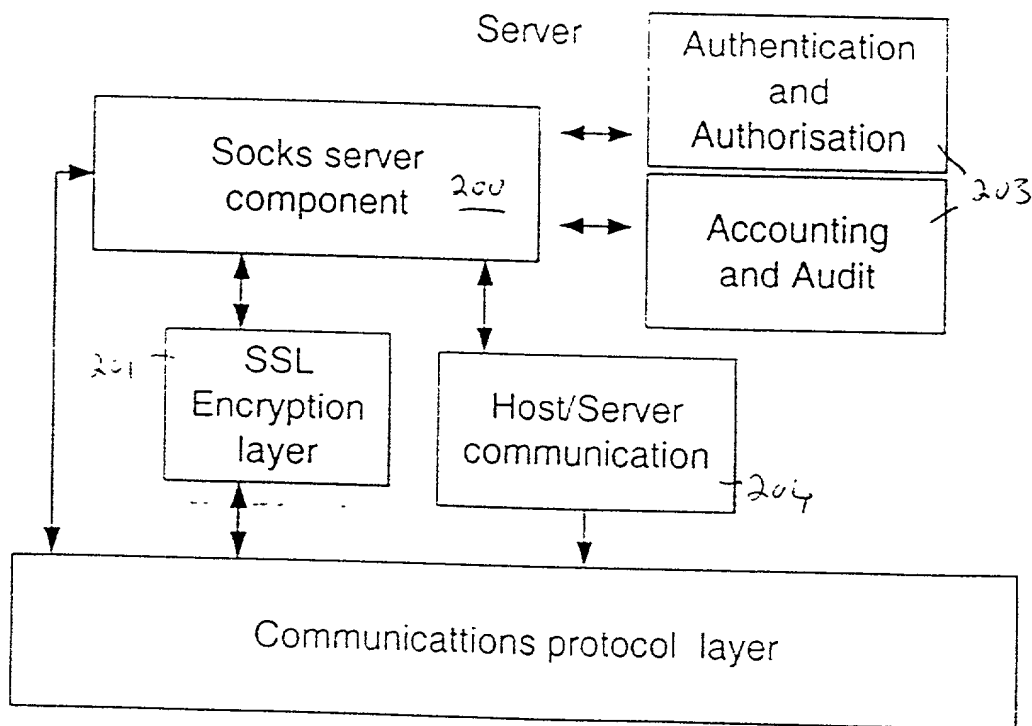 Server
Authentication
and
Authorisation
203
Socks server
component
200
Accounting
and Audit
201
SSL
Encryption
layer
Host/Server
communication
204
Communicattions protocol layer